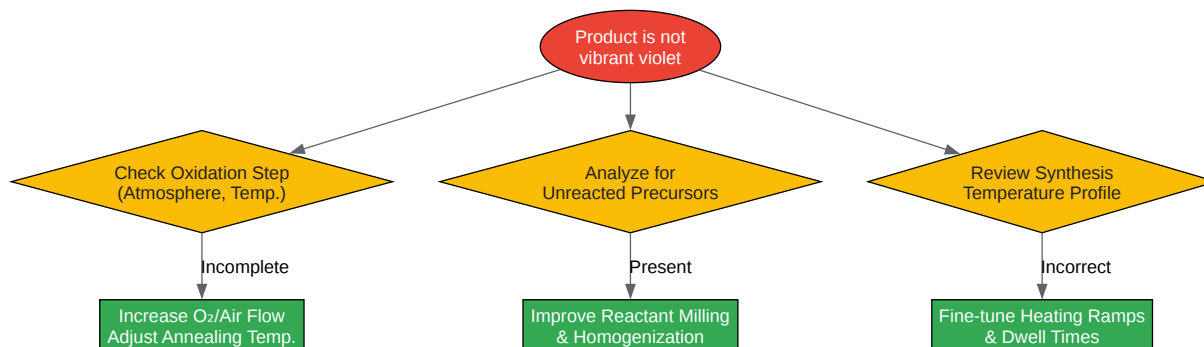 Product is not
vibrant violet
Check Oxidation Step
(Atmosphere, Temp.)
Analyze for
Unreacted Precursors
Review Synthesis
Temperature Profile
Incomplete
Present
Incorrect
Increase O₂/Air Flow
Adjust Annealing Temp.
Improve Reactant Milling
& Homogenization
Fine-tune Heating Ramps
& Dwell Times